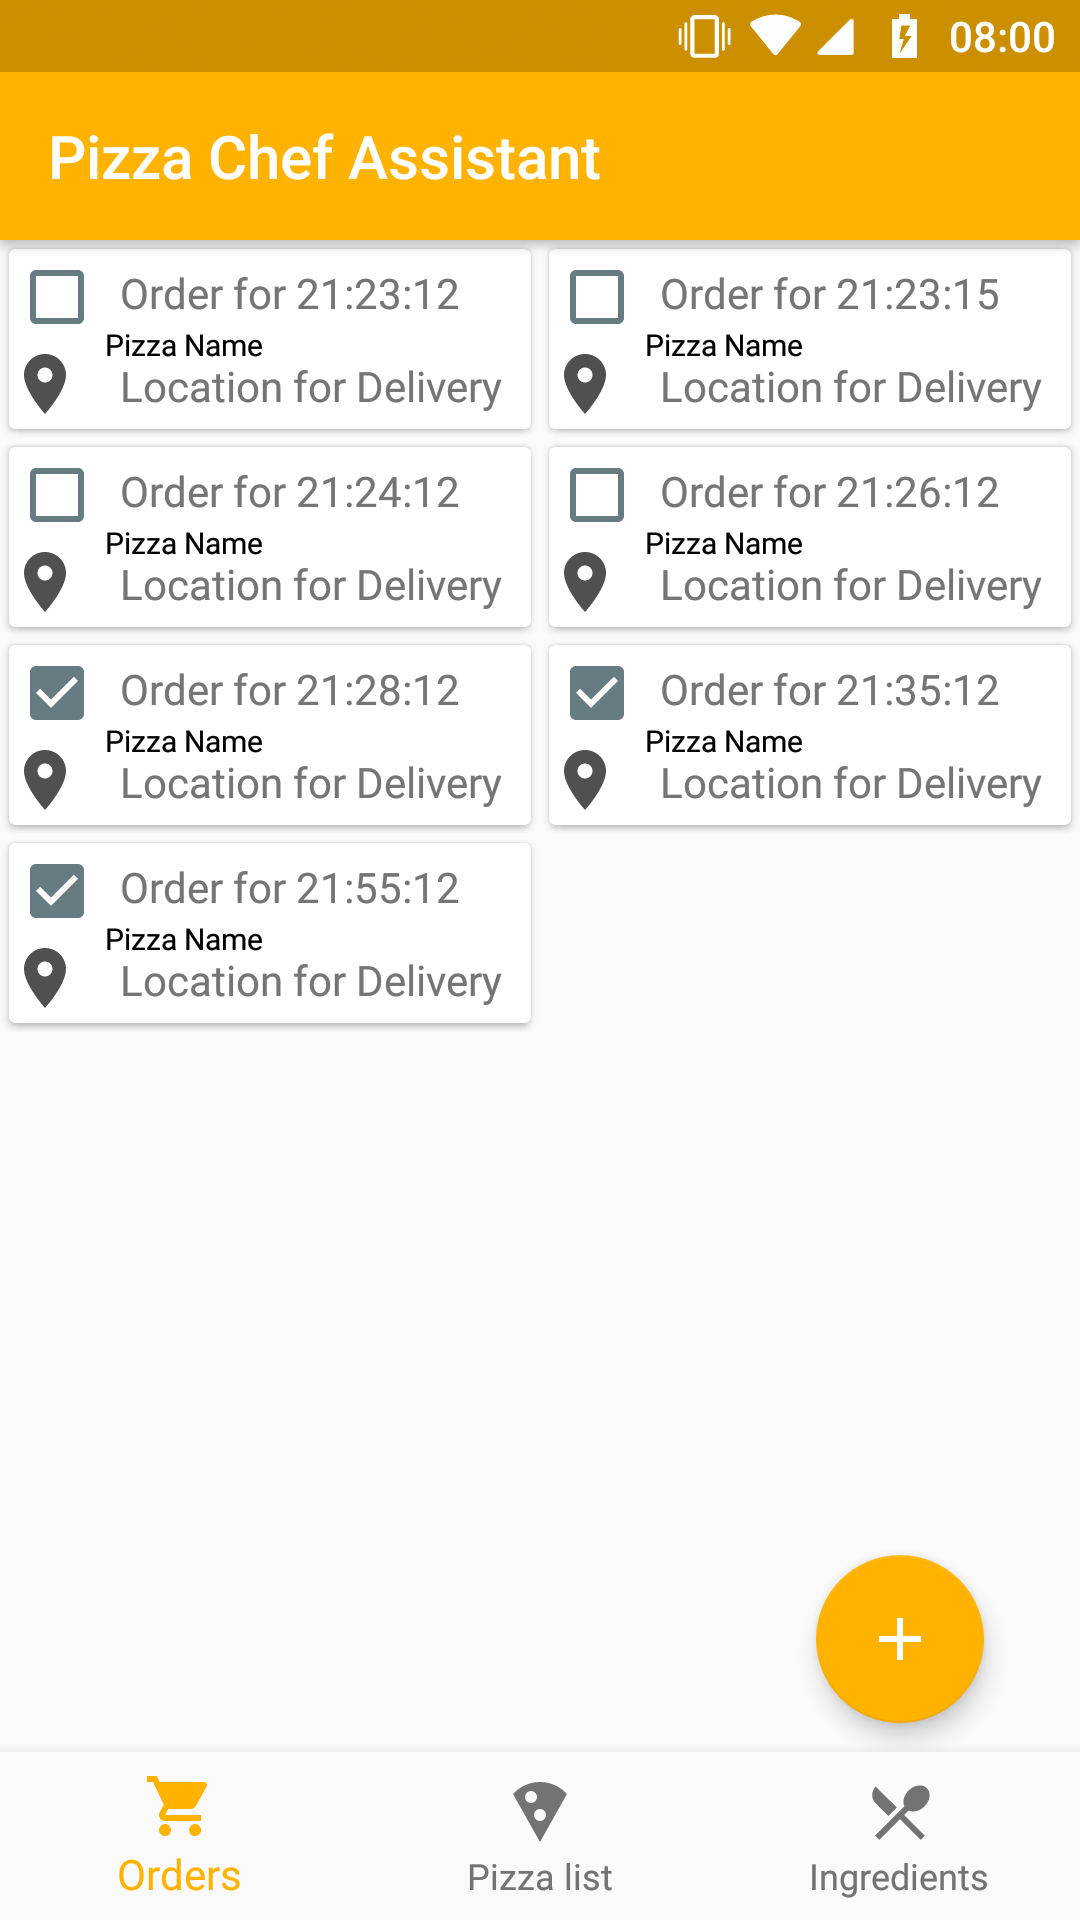 08:00
Pizza Chef Assistant
Order for 21:23:12
Pizza Name
Location for Delivery
Order for 21:23:15
Pizza Name
Location for Delivery
Order for 21:24:12
Pizza Name
Location for Delivery
Order for 21:26:12
Pizza Name
Location for Delivery
Order for 21:28:12
Pizza Name
Location for Delivery
Order for 21:35:12
Pizza Name
Location for Delivery
Order for 21:55:12
Pizza Name
Location for Delivery
Orders
Pizza list
Ingredients